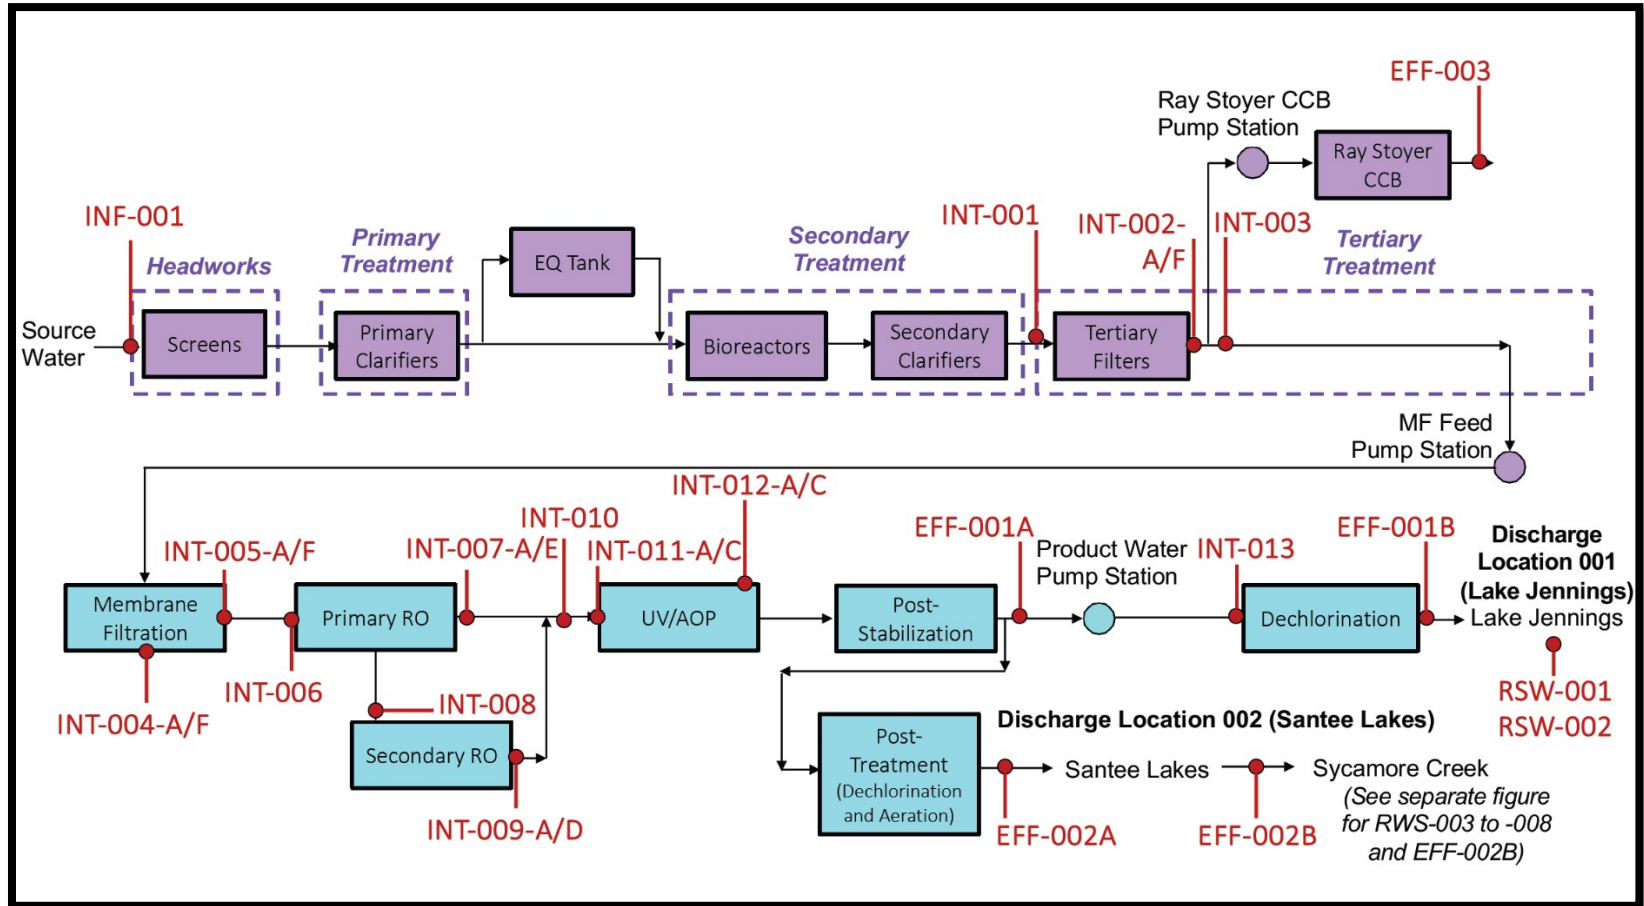 EFF-003
Ray Stoyer CCB
Pump Station
Ray Stoyer
CCB
INF-001
Headworks
Primary
Treatment
EQ Tank
Secondary
Treatment
INT-001
INT-002-
A/F
INT-003
Tertiary
Treatment
Source
Water
Screens
Primary
Clarifiers
Bioreactors
Secondary
Clarifiers
Tertiary
Filters
MF Feed
Pump Station
INT-005-A/F
INT-007-A/E
INT-010
INT-011-A/C
INT-012-A/C
EFF-001A
Product Water
Pump Station
INT-013
EFF-001B
Discharge
Location 001
(Lake Jennings)
Lake Jennings
Membrane
Filtration
Primary RO
UV/AOP
Post-
Stabilization
Dechlorination
INT-004-A/F
INT-006
INT-008
Secondary RO
INT-009-A/D
RSW-001
RSW-002
Discharge Location 002 (Santee Lakes)
Post-
Treatment
(Dechlorination
and Aeration)
Santee Lakes
Sycamore Creek
(See separate figure
for RWS-003 to -008
and EFF-002B)
EFF-002A
EFF-002B